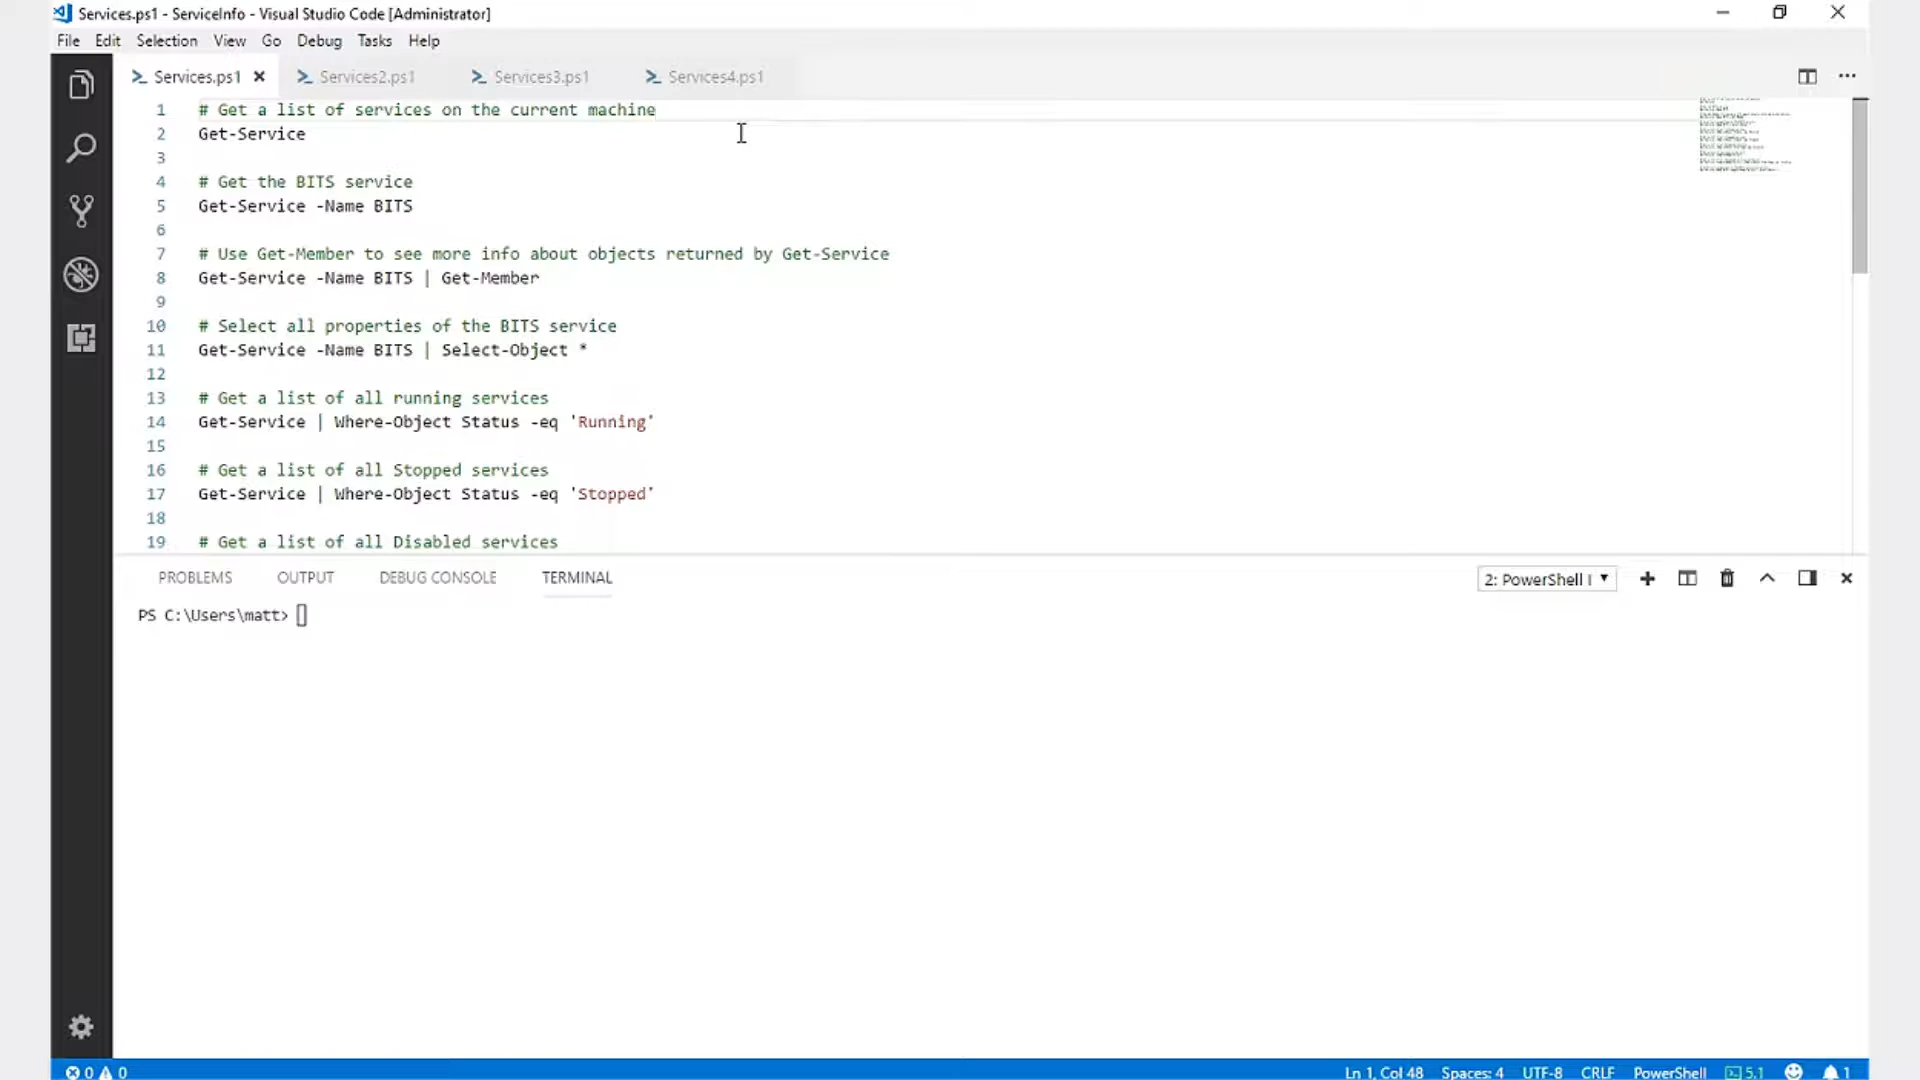 Services.ps1 - ServiceInfo - Visual Studio Code [Administrator]
File Edit Selection View Go Debug Tasks Help
Services.ps1 Services2.ps1 Services3.ps1 Services4.ps1
1 # Get a list of services on the current machine
2 Get-Service
3
4 # Get the BITS service
5 Get-Service -Name BITS
6
7 # Use Get-Member to see more info about objects returned by Get-Service
8 Get-Service -Name BITS | Get-Member
9
10 # Select all properties of the BITS service
11 Get-Service -Name BITS | Select-Object *
12
13 # Get a list of all running services
14 Get-Service | Where-Object Status -eq 'Running'
15
16 # Get a list of all Stopped services
17 Get-Service | Where-Object Status -eq 'Stopped'
18
19 # Get a list of all Disabled services
PROBLEMS OUTPUT DEBUG CONSOLE TERMINAL 2: PowerShell I
PS C:\Users\matt>
0 0 Ln 1, Col 48 Spaces: 4 UTF-8 CRLF PowerShell 5.1 1